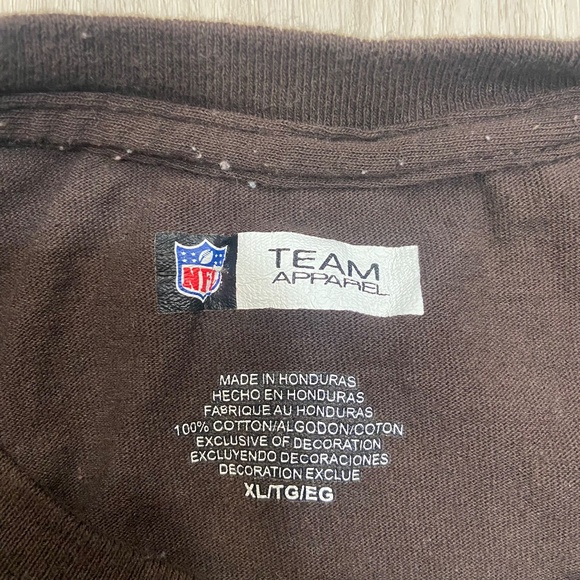 NFL
TEAM
APPAREL
MADE IN HONDURAS
HECHO EN HONDURAS
FABRIQUE AU HONDURAS
100% COTTON/ALGODON/COTON
EXCLUSIVE OF DECORATION
EXCLUYENDO DECORACIONES
DECORATION EXCLUE
XL/TG/EG